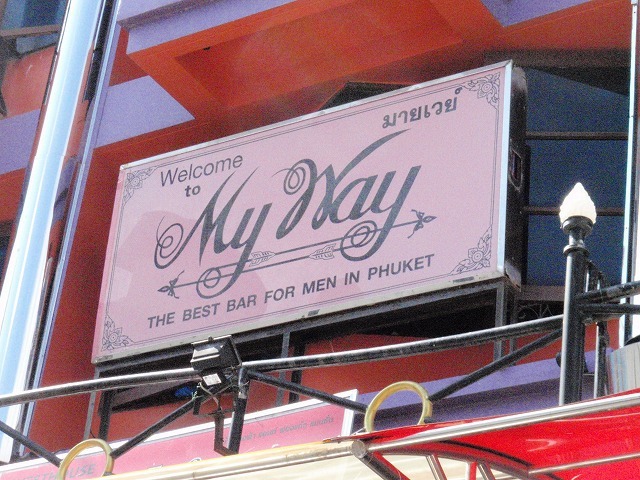 Welcome
to
มายเวย์
My Way
THE BEST BAR FOR MEN IN PHUKET